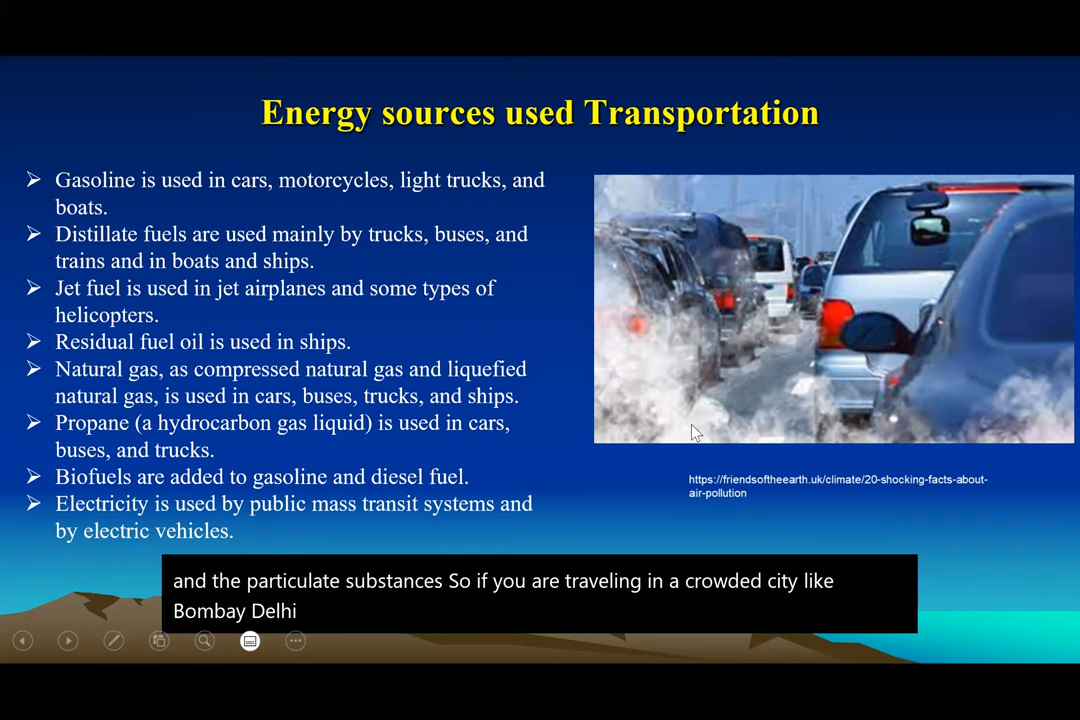 Energy sources used Transportation
➢ Gasoline is used in cars, motorcycles, light trucks, and
boats.
➢ Distillate fuels are used mainly by trucks, buses, and
trains and in boats and ships.
➢ Jet fuel is used in jet airplanes and some types of
helicopters.
➢ Residual fuel oil is used in ships.
➢ Natural gas, as compressed natural gas and liquefied
natural gas, is used in cars, buses, trucks, and ships.
➢ Propane (a hydrocarbon gas liquid) is used in cars,
buses, and trucks.
➢ Biofuels are added to gasoline and diesel fuel.
➢ Electricity is used by public mass transit systems and
by electric vehicles.
https://friendsoftheearth.uk/climate/20-shocking-facts-about-
air-pollution
and the particulate substances So if you are traveling in a crowded city like
Bombay Delhi